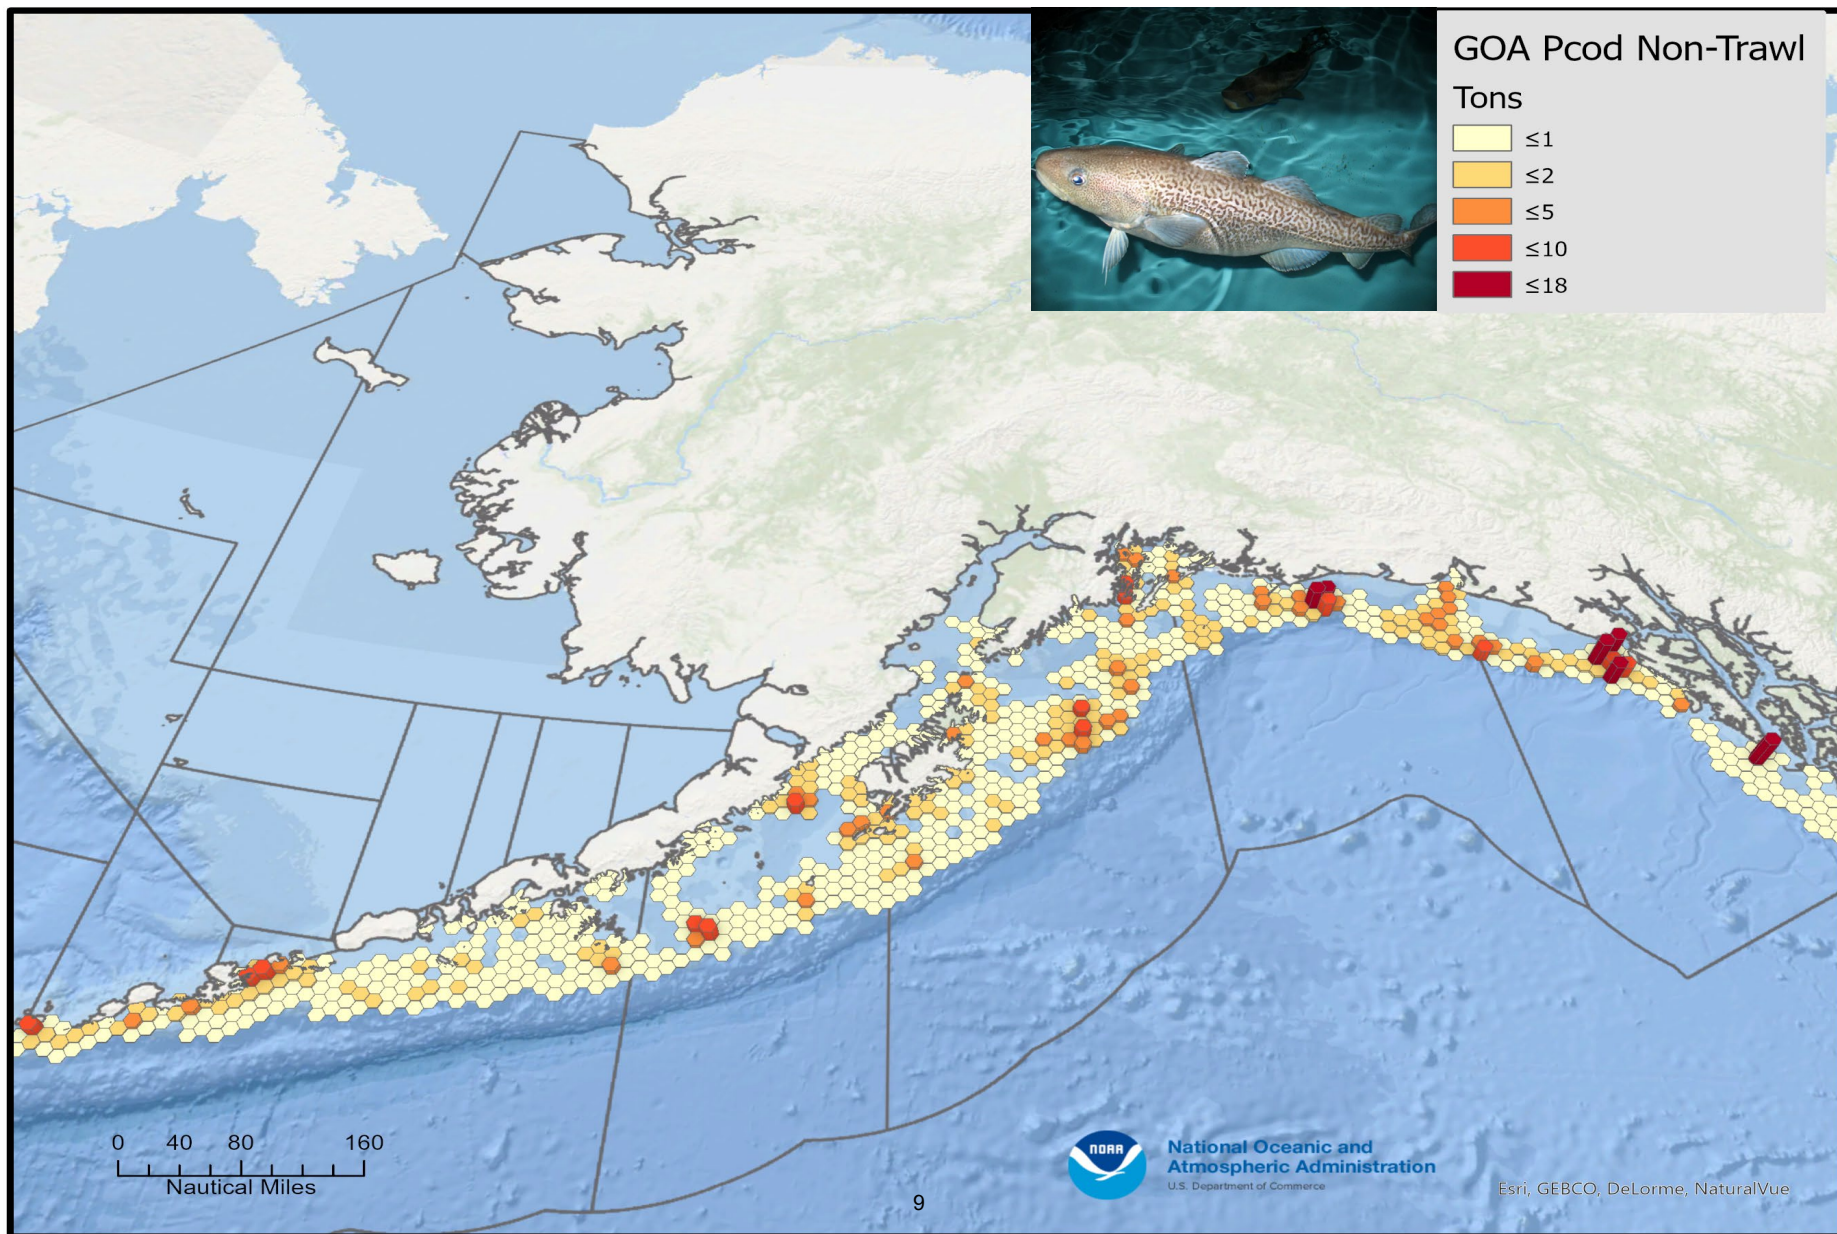 GOA Pcod Non-Trawl
Tons
≤1
≤2
≤5
≤10
≤18
0 40 80 160
Nautical Miles
NOAA
National Oceanic and
Atmospheric Administration
U.S. Department of Commerce
9
Esri, GEBCO, DeLorme, NaturalVue